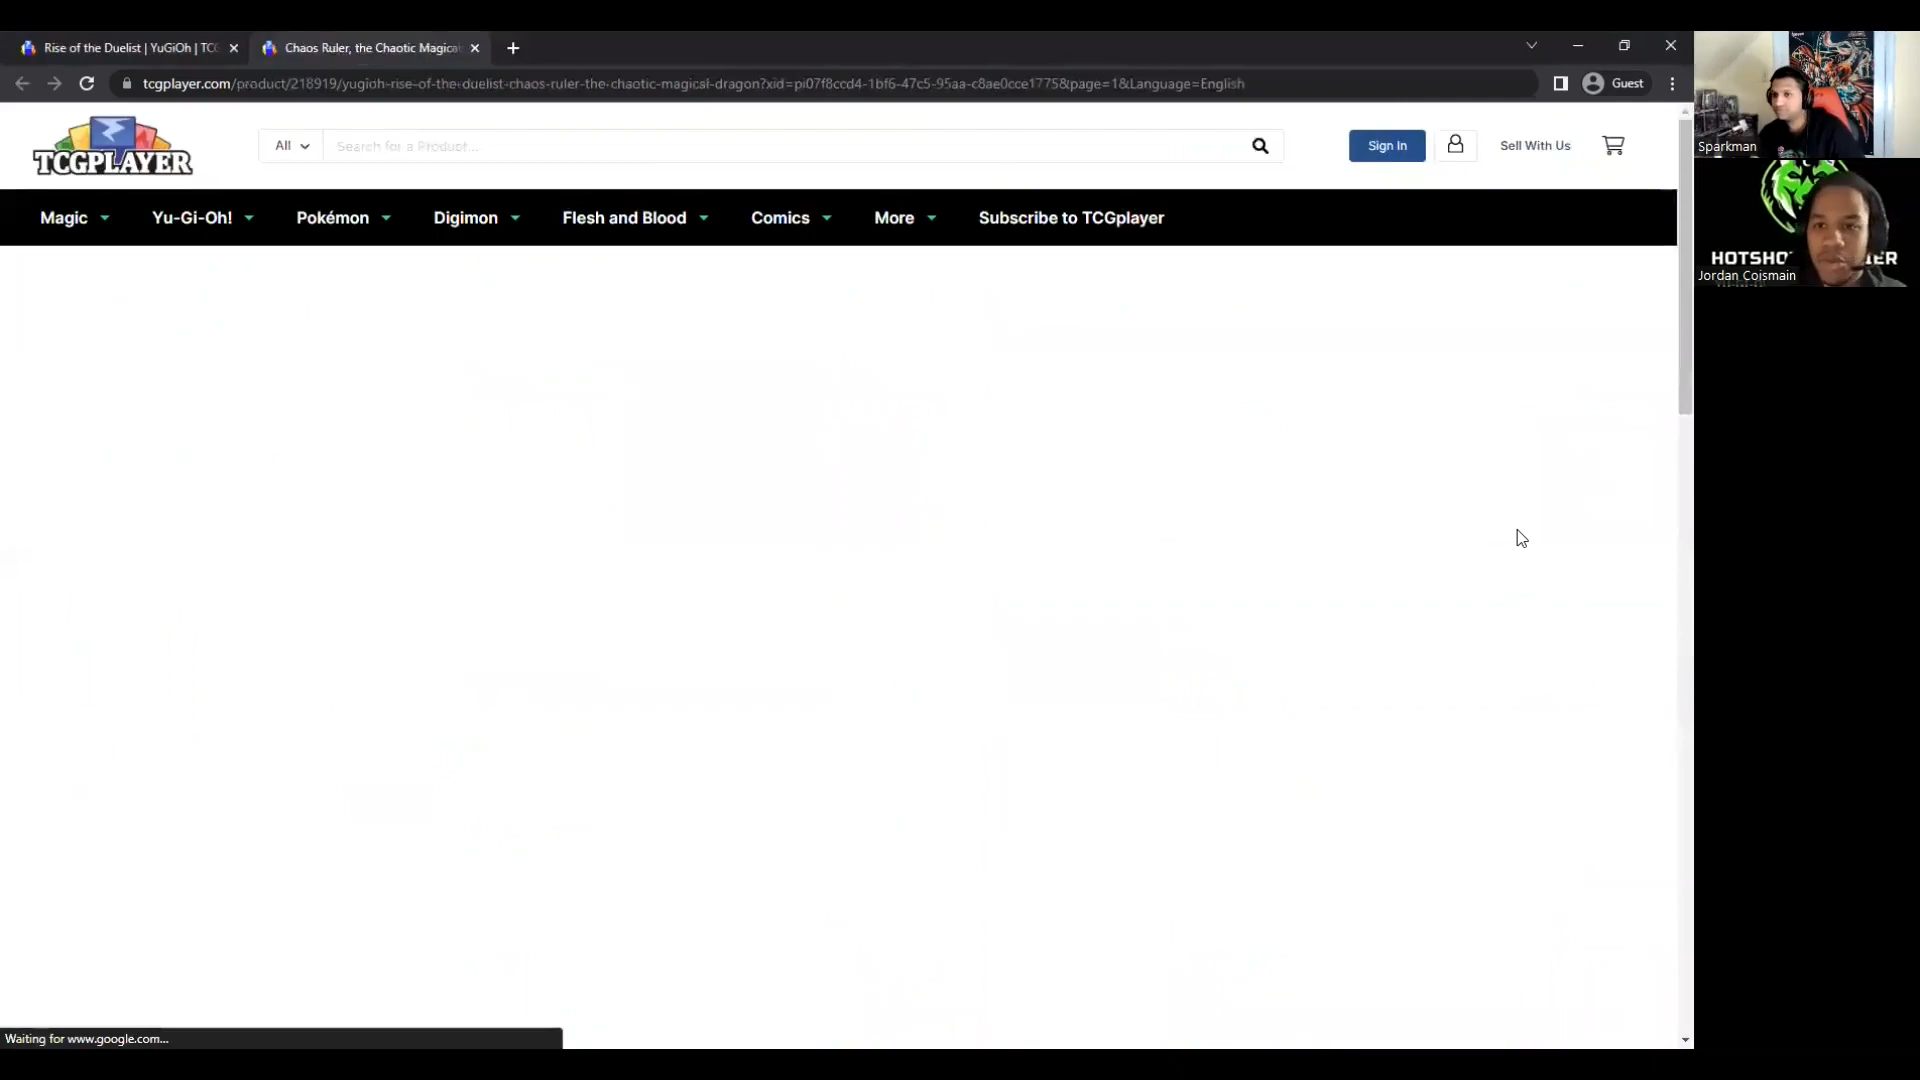 Rise of the Duelist | YuGiOh | TC
Chaos Ruler, the Chaotic Magica
tcgplayer.com/product/218919/yugioh-rise-of-the-duelist-chaos-ruler-the-chaotic-magical-dragon?xid=pi07f8ccd4-1bf6-47c5-95aa-c8ae0cce1775&page=1&Language=English
Guest
TCGPLAYER
All
Search for a Product...
Sign In
Sell With Us
Magic
Yu-Gi-Oh!
Pokémon
Digimon
Flesh and Blood
Comics
More
Subscribe to TCGplayer
Sparkman
HOTSHO
ER
Jordan Coismain
Waiting for www.google.com...